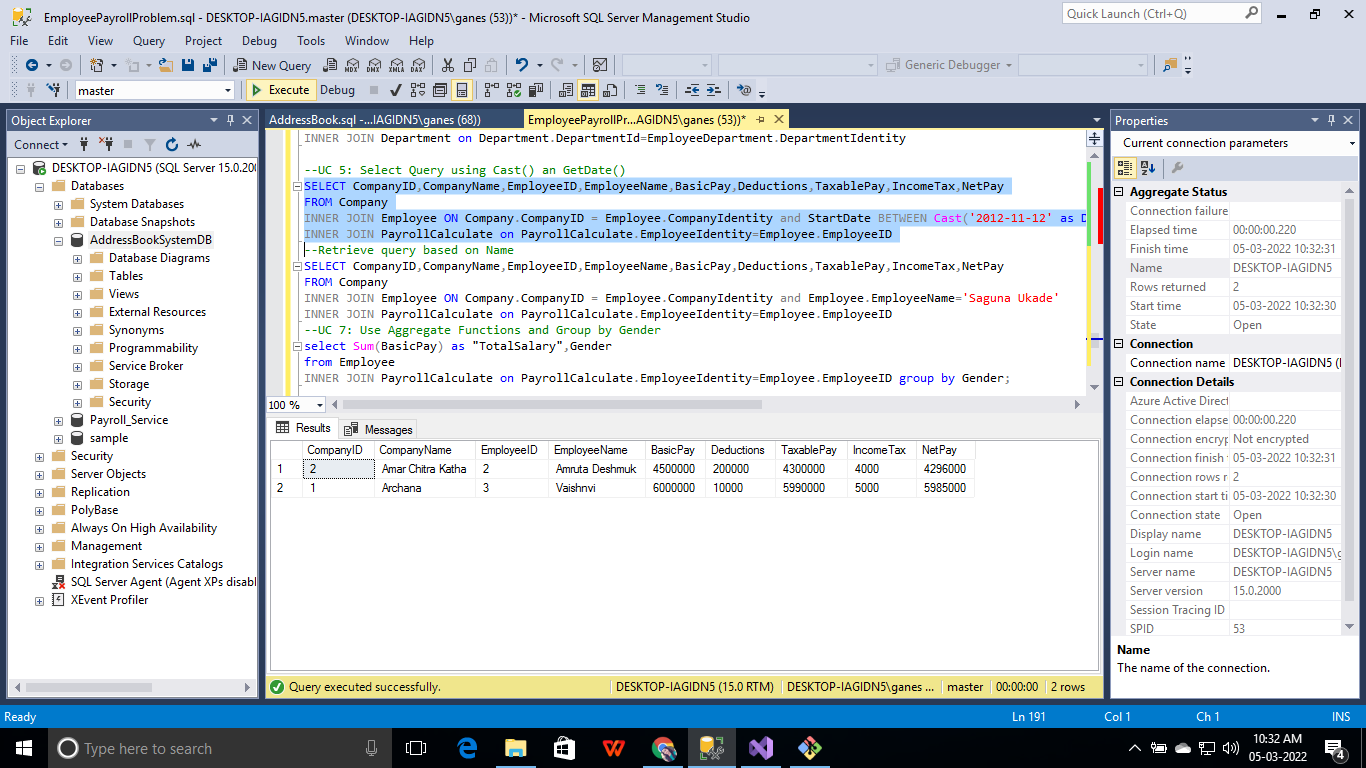 EmployeePayrollProblem.sql - DESKTOP-IAGIDN5.master (DESKTOP-IAGIDN5\ganes (53))* - Microsoft SQL Server Management Studio
Quick Launch (Ctrl+Q)
File Edit View Query Project Debug Tools Window Help
New Query
MDX DMX XMLA DAX
Generic Debugger
master
Execute Debug
Object Explorer
Connect
DESKTOP-IAGIDN5 (SQL Server 15.0.200
Databases
System Databases
Database Snapshots
AddressBookSystemDB
Database Diagrams
Tables
Views
External Resources
Synonyms
Programmability
Service Broker
Storage
Security
Payroll_Service
sample
Security
Server Objects
Replication
PolyBase
Always On High Availability
Management
Integration Services Catalogs
SQL Server Agent (Agent XPs disabl
XEvent Profiler
AddressBook.sql -...IAGIDN5\ganes (68))
EmployeePayrollPr...AGIDN5\ganes (53))*
INNER JOIN Department on Department.DepartmentId=EmployeeDepartment.DepartmentIdentity
--UC 5: Select Query using Cast() an GetDate()
SELECT CompanyID,CompanyName,EmployeeID,EmployeeName,BasicPay,Deductions,TaxablePay,IncomeTax,NetPay
FROM Company
INNER JOIN Employee ON Company.CompanyID = Employee.CompanyIdentity and StartDate BETWEEN Cast('2012-11-12' as D
INNER JOIN PayrollCalculate on PayrollCalculate.EmployeeIdentity=Employee.EmployeeID
--Retrieve query based on Name
SELECT CompanyID,CompanyName,EmployeeID,EmployeeName,BasicPay,Deductions,TaxablePay,IncomeTax,NetPay
FROM Company
INNER JOIN Employee ON Company.CompanyID = Employee.CompanyIdentity and Employee.EmployeeName='Saguna Ukade'
INNER JOIN PayrollCalculate on PayrollCalculate.EmployeeIdentity=Employee.EmployeeID
--UC 7: Use Aggregate Functions and Group by Gender
select Sum(BasicPay) as "TotalSalary",Gender
from Employee
INNER JOIN PayrollCalculate on PayrollCalculate.EmployeeIdentity=Employee.EmployeeID group by Gender;
100 %
Results Messages
CompanyID CompanyName EmployeeID EmployeeName BasicPay Deductions TaxablePay IncomeTax NetPay
1 2 Amar Chitra Katha 2 Amruta Deshmuk 4500000 200000 4300000 4000 4296000
2 1 Archana 3 Vaishnvi 6000000 10000 5990000 5000 5985000
Query executed successfully.
DESKTOP-IAGIDN5 (15.0 RTM) DESKTOP-IAGIDN5\ganes ... master 00:00:00 2 rows
Properties
Current connection parameters
Aggregate Status
Connection failure
Elapsed time 00:00:00.220
Finish time 05-03-2022 10:32:31
Name DESKTOP-IAGIDN5
Rows returned 2
Start time 05-03-2022 10:32:30
State Open
Connection
Connection name DESKTOP-IAGIDN5 (
Connection Details
Azure Active Direct
Connection elapse 00:00:00.220
Connection encryp Not encrypted
Connection finish 05-03-2022 10:32:31
Connection rows r 2
Connection start ti 05-03-2022 10:32:30
Connection state Open
Display name DESKTOP-IAGIDN5
Login name DESKTOP-IAGIDN5\g
Server name DESKTOP-IAGIDN5
Server version 15.0.2000
Session Tracing ID
SPID 53
Name
The name of the connection.
Ready
Ln 191 Col 1 Ch 1 INS
Type here to search
10:32 AM
05-03-2022
4